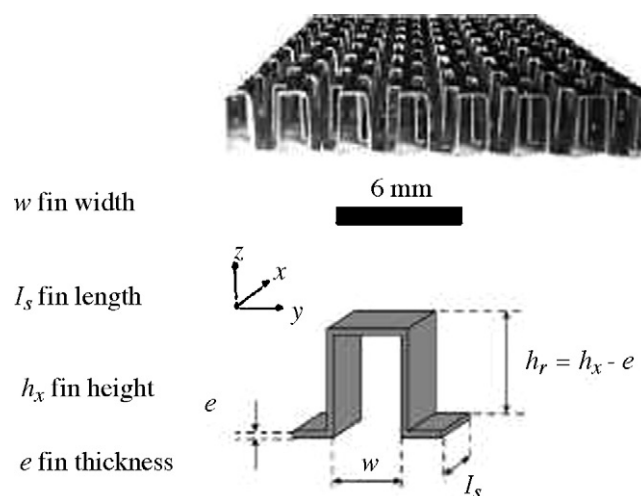 6 mm
w fin width
I_s fin length
h_x fin height
e fin thickness
z
x
y
h_r = h_x - e
e
w
I_s